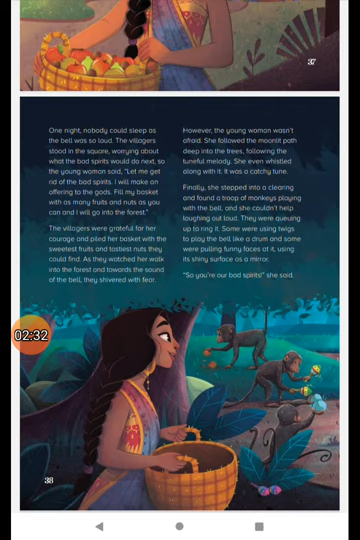 37
One night, nobody could sleep as
the bell was so loud. The villagers
stood in the square, worrying about
what the bad spirits would do next, so
the young woman said, “Let me get
rid of the bad spirits. I will make an
offering to the gods. Fill my basket
with as many fruits and nuts as you
can and I will go into the forest.”
The villagers were grateful for her
courage and piled her basket with the
sweetest fruits and tastiest nuts they
could find. As they watched her walk
into the forest and towards the sound
of the bell, they shivered with fear.
However, the young woman wasn’t
afraid. She followed the moonlit path
deep into the trees, following the
tuneful melody. She even whistled
along with it. It was a catchy tune.
Finally, she stepped into a clearing
and found a troop of monkeys playing
with the bell, and she couldn’t help
laughing out loud. They were queuing
up to ring it. Some were using twigs
to play the bell like a drum and some
were pulling funny faces at it, using
its shiny surface as a mirror.
“So you’re our bad spirits!” she said.
02:32
38